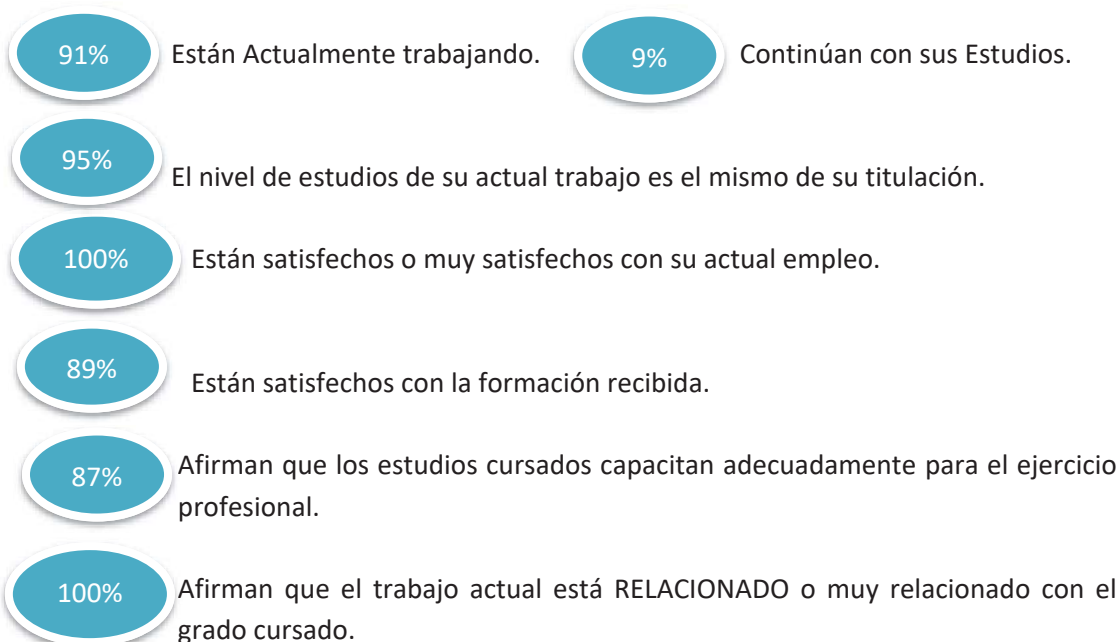 91% Están Actualmente trabajando. 9% Continúan con sus Estudios.
95% El nivel de estudios de su actual trabajo es el mismo de su titulación.
100% Están satisfechos o muy satisfechos con su actual empleo.
89% Están satisfechos con la formación recibida.
87% Afirman que los estudios cursados capacitan adecuadamente para el ejercicio
profesional.
100% Afirman que el trabajo actual está RELACIONADO o muy relacionado con el
grado cursado.